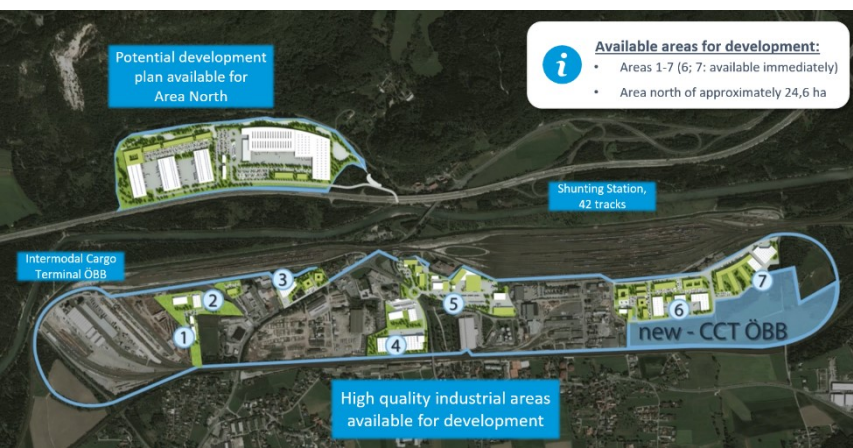 Potential development
plan available for
Area North
i
Available areas for development:
• Areas 1-7 (6; 7: available immediately)
• Area north of approximately 24,6 ha
Shunting Station,
42 tracks
Intermodal Cargo
Terminal ÖBB
1
2
3
4
5
6
7
new - CCT ÖBB
High quality industrial areas
available for development